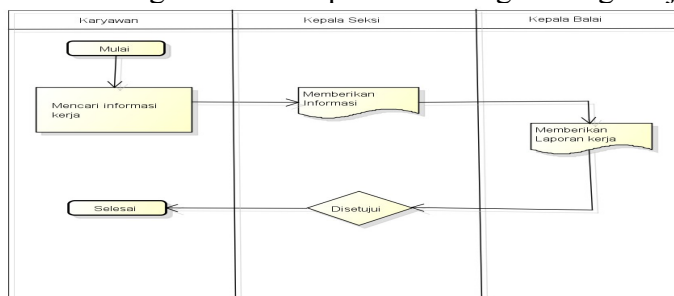 Karyawan
Kepala Seksi
Kepala Balai
Mulai
Mencari informasi
kerja
Memberikan
Informasi
Memberikan
Laporan kerja
Selesai
Disetujui